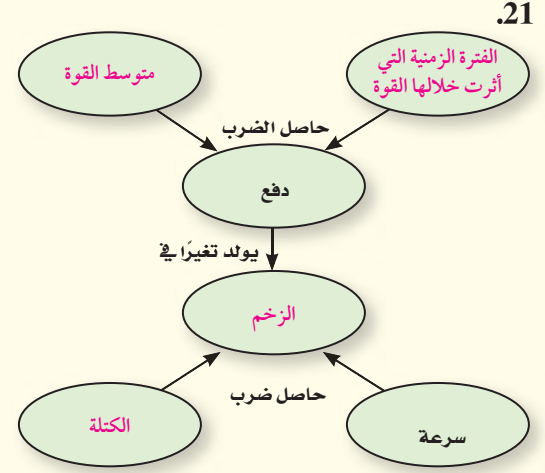 .21
الفترة الزمنية التي
أثرت خلالها القوة
متوسط القوة
حاصل الضرب
دفع
يولد تغيرًا في
الزخم
حاصل ضرب
سرعة
الكتلة